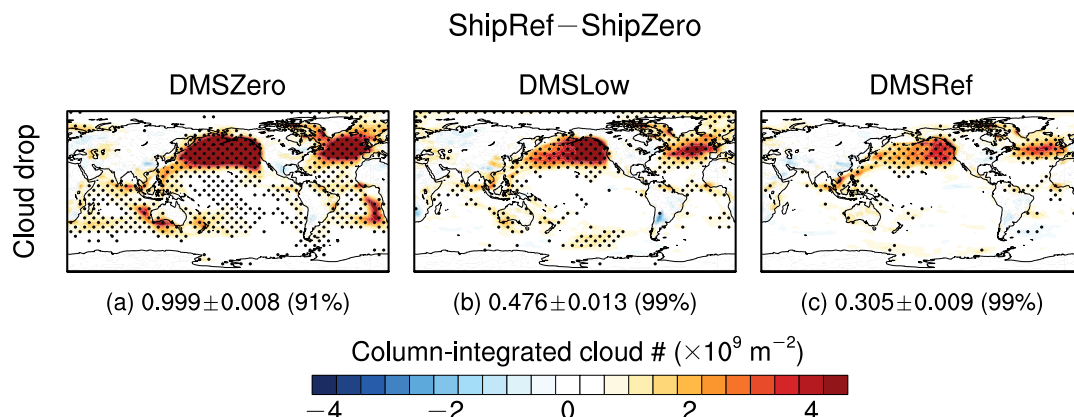 ShipRef−ShipZero
DMSZero DMSLow DMSRef
Cloud drop
(a) 0.999±0.008 (91%) (b) 0.476±0.013 (99%) (c) 0.305±0.009 (99%)
Column-integrated cloud # (×10⁹ m⁻²)
−4 −2 0 2 4